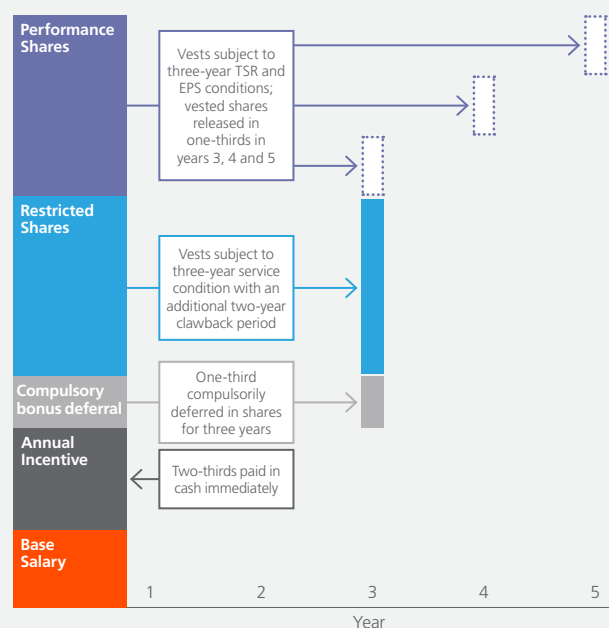 Performance
Shares
Vests subject to
three-year TSR and
EPS conditions;
vested shares
released in
one-thirds in
years 3, 4 and 5
Restricted
Shares
Vests subject to
three-year service
condition with an
additional two-year
clawback period
Compulsory
bonus deferral
One-third
compulsorily
deferred in shares
for three years
Annual
Incentive
Two-thirds paid in
cash immediately
Base
Salary
1 2 3 4 5
Year